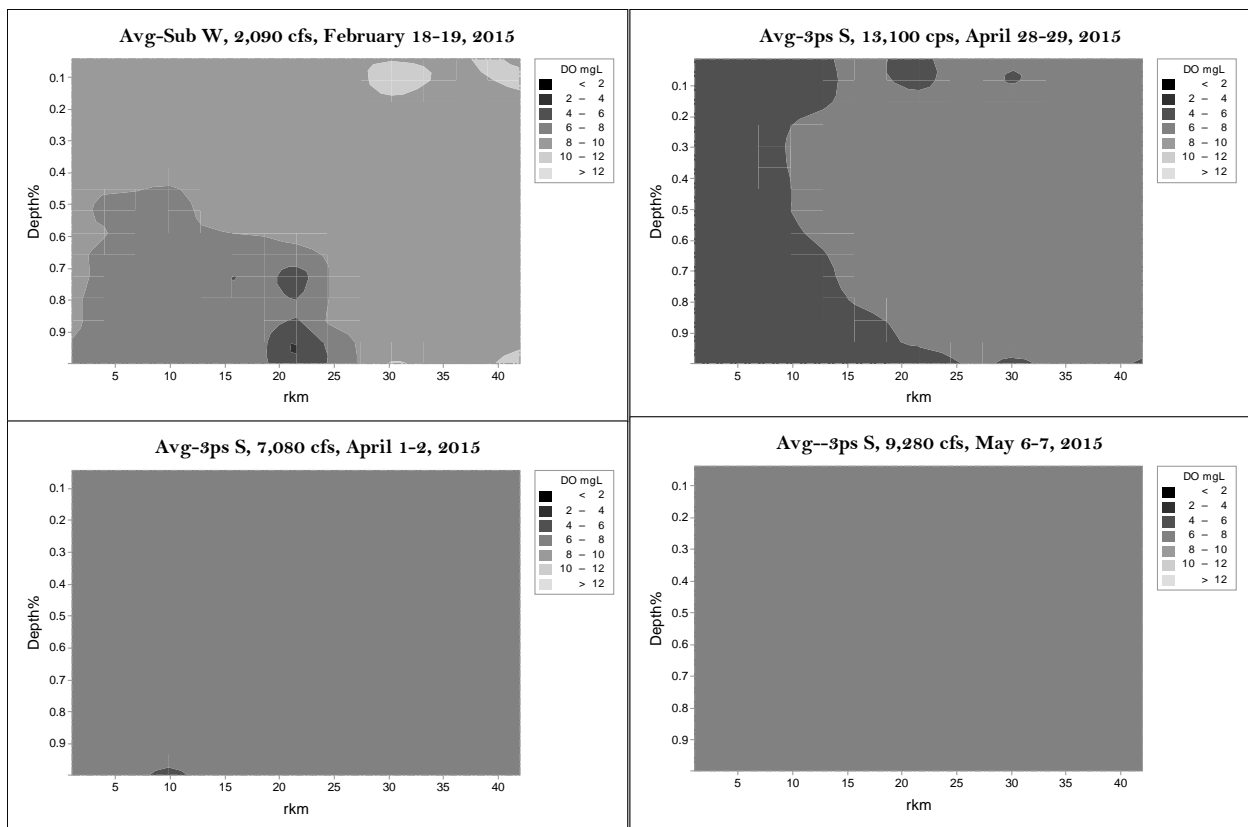 Avg-Sub W, 2,090 cfs, February 18-19, 2015
DO mgL
< 2
2 – 4
4 – 6
6 – 8
8 – 10
10 – 12
> 12
Depth%
0.1
0.2
0.3
0.4
0.5
0.6
0.7
0.8
0.9
5 10 15 20 25 30 35 40
rkm
Avg-3ps S, 13,100 cps, April 28-29, 2015
DO mgL
< 2
2 – 4
4 – 6
6 – 8
8 – 10
10 – 12
> 12
Depth%
0.1
0.2
0.3
0.4
0.5
0.6
0.7
0.8
0.9
5 10 15 20 25 30 35 40
rkm
Avg-3ps S, 7,080 cfs, April 1-2, 2015
DO mgL
< 2
2 – 4
4 – 6
6 – 8
8 – 10
10 – 12
> 12
Depth%
0.1
0.2
0.3
0.4
0.5
0.6
0.7
0.8
0.9
5 10 15 20 25 30 35 40
rkm
Avg--3ps S, 9,280 cfs, May 6-7, 2015
DO mgL
< 2
2 – 4
4 – 6
6 – 8
8 – 10
10 – 12
> 12
Depth%
0.1
0.2
0.3
0.4
0.5
0.6
0.7
0.8
0.9
5 10 15 20 25 30 35 40
rkm